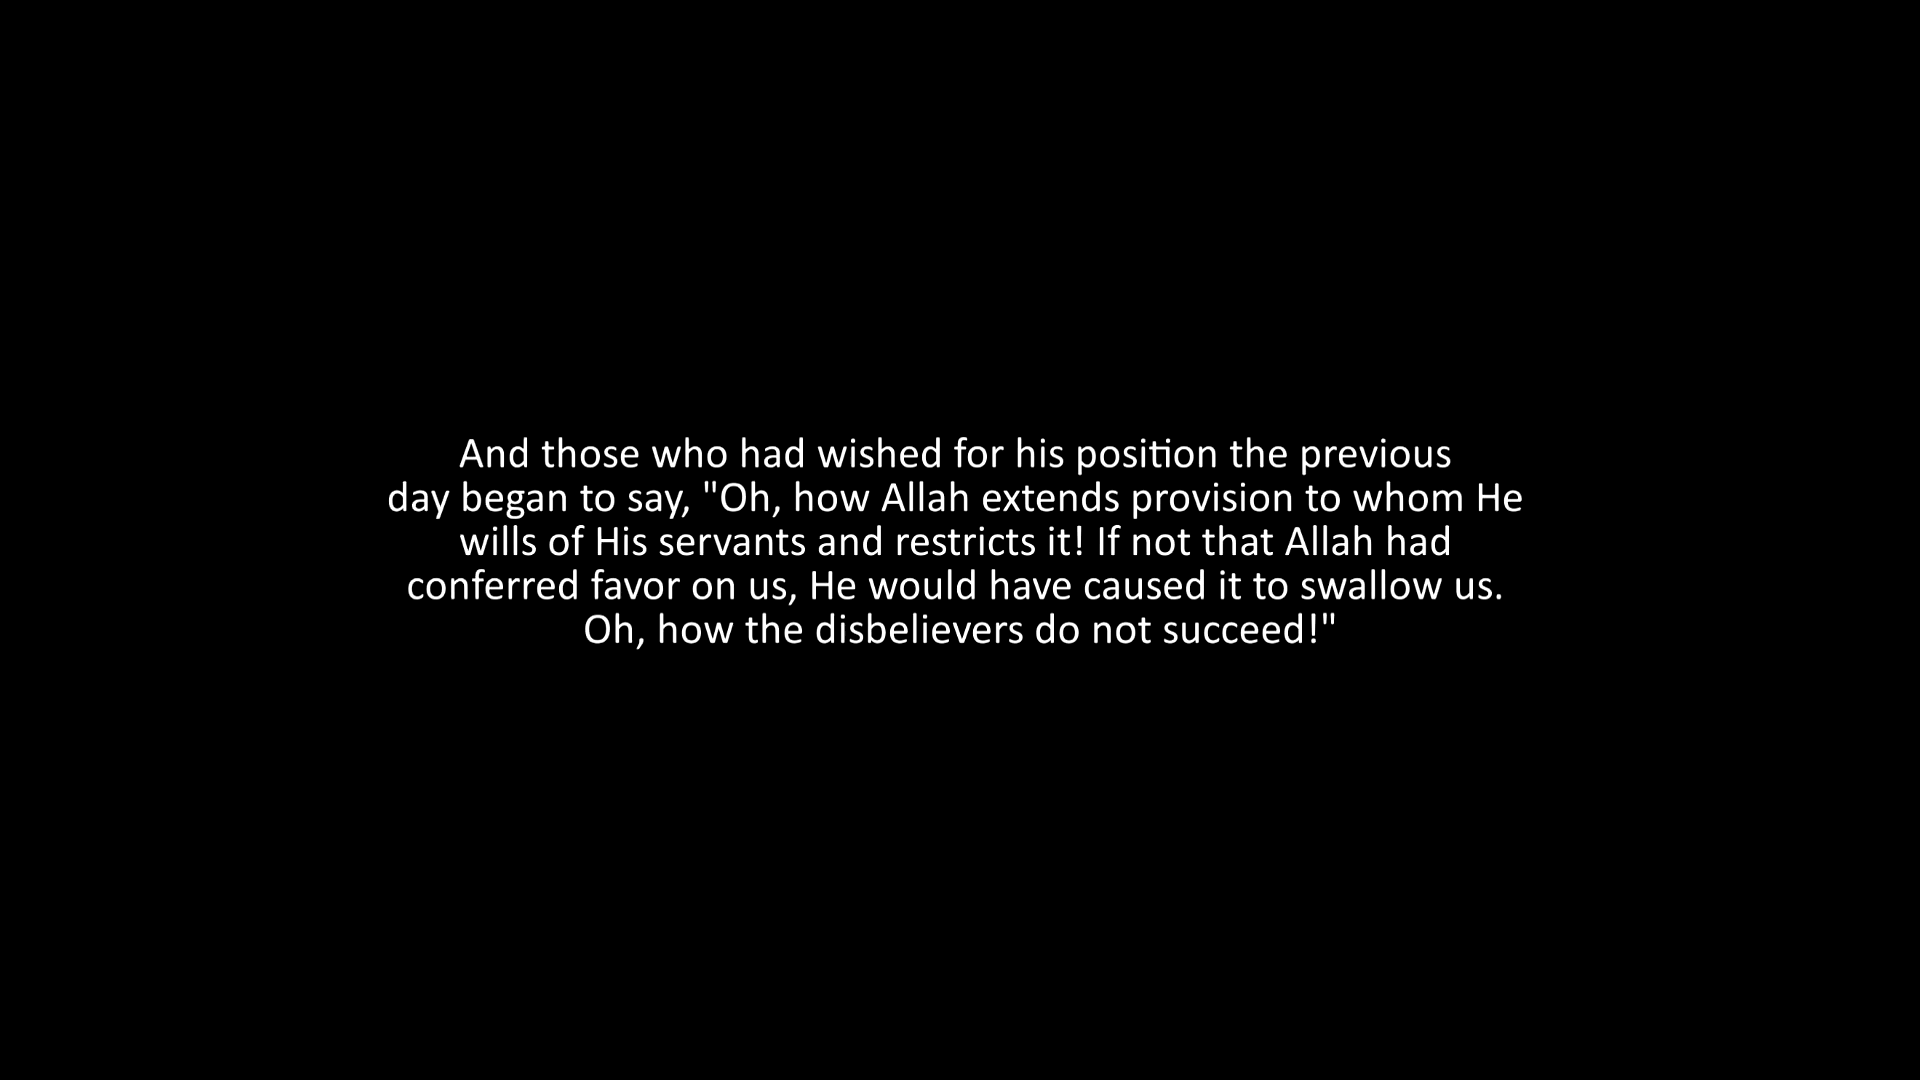 And those who had wished for his position the previous
day began to say, "Oh, how Allah extends provision to whom He
wills of His servants and restricts it! If not that Allah had
conferred favor on us, He would have caused it to swallow us.
Oh, how the disbelievers do not succeed!"